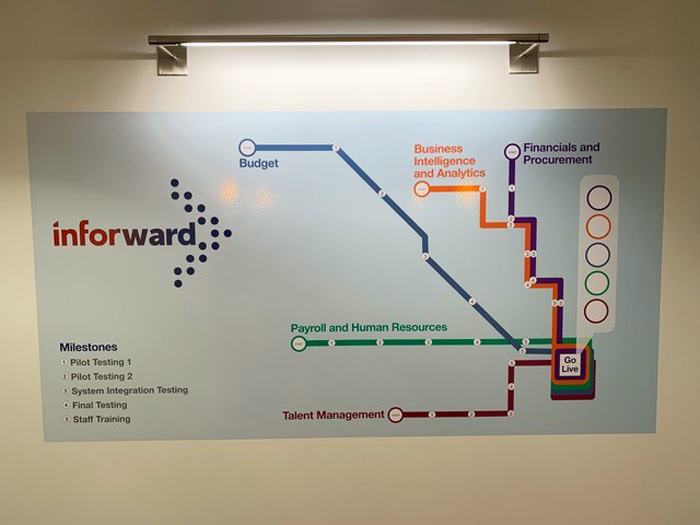 Budget
Business
Intelligence
and Analytics
Financials and
Procurement
inforward
Payroll and Human Resources
Talent Management
Go
Live
Milestones
1 Pilot Testing 1
2 Pilot Testing 2
3 System Integration Testing
4 Final Testing
5 Staff Training